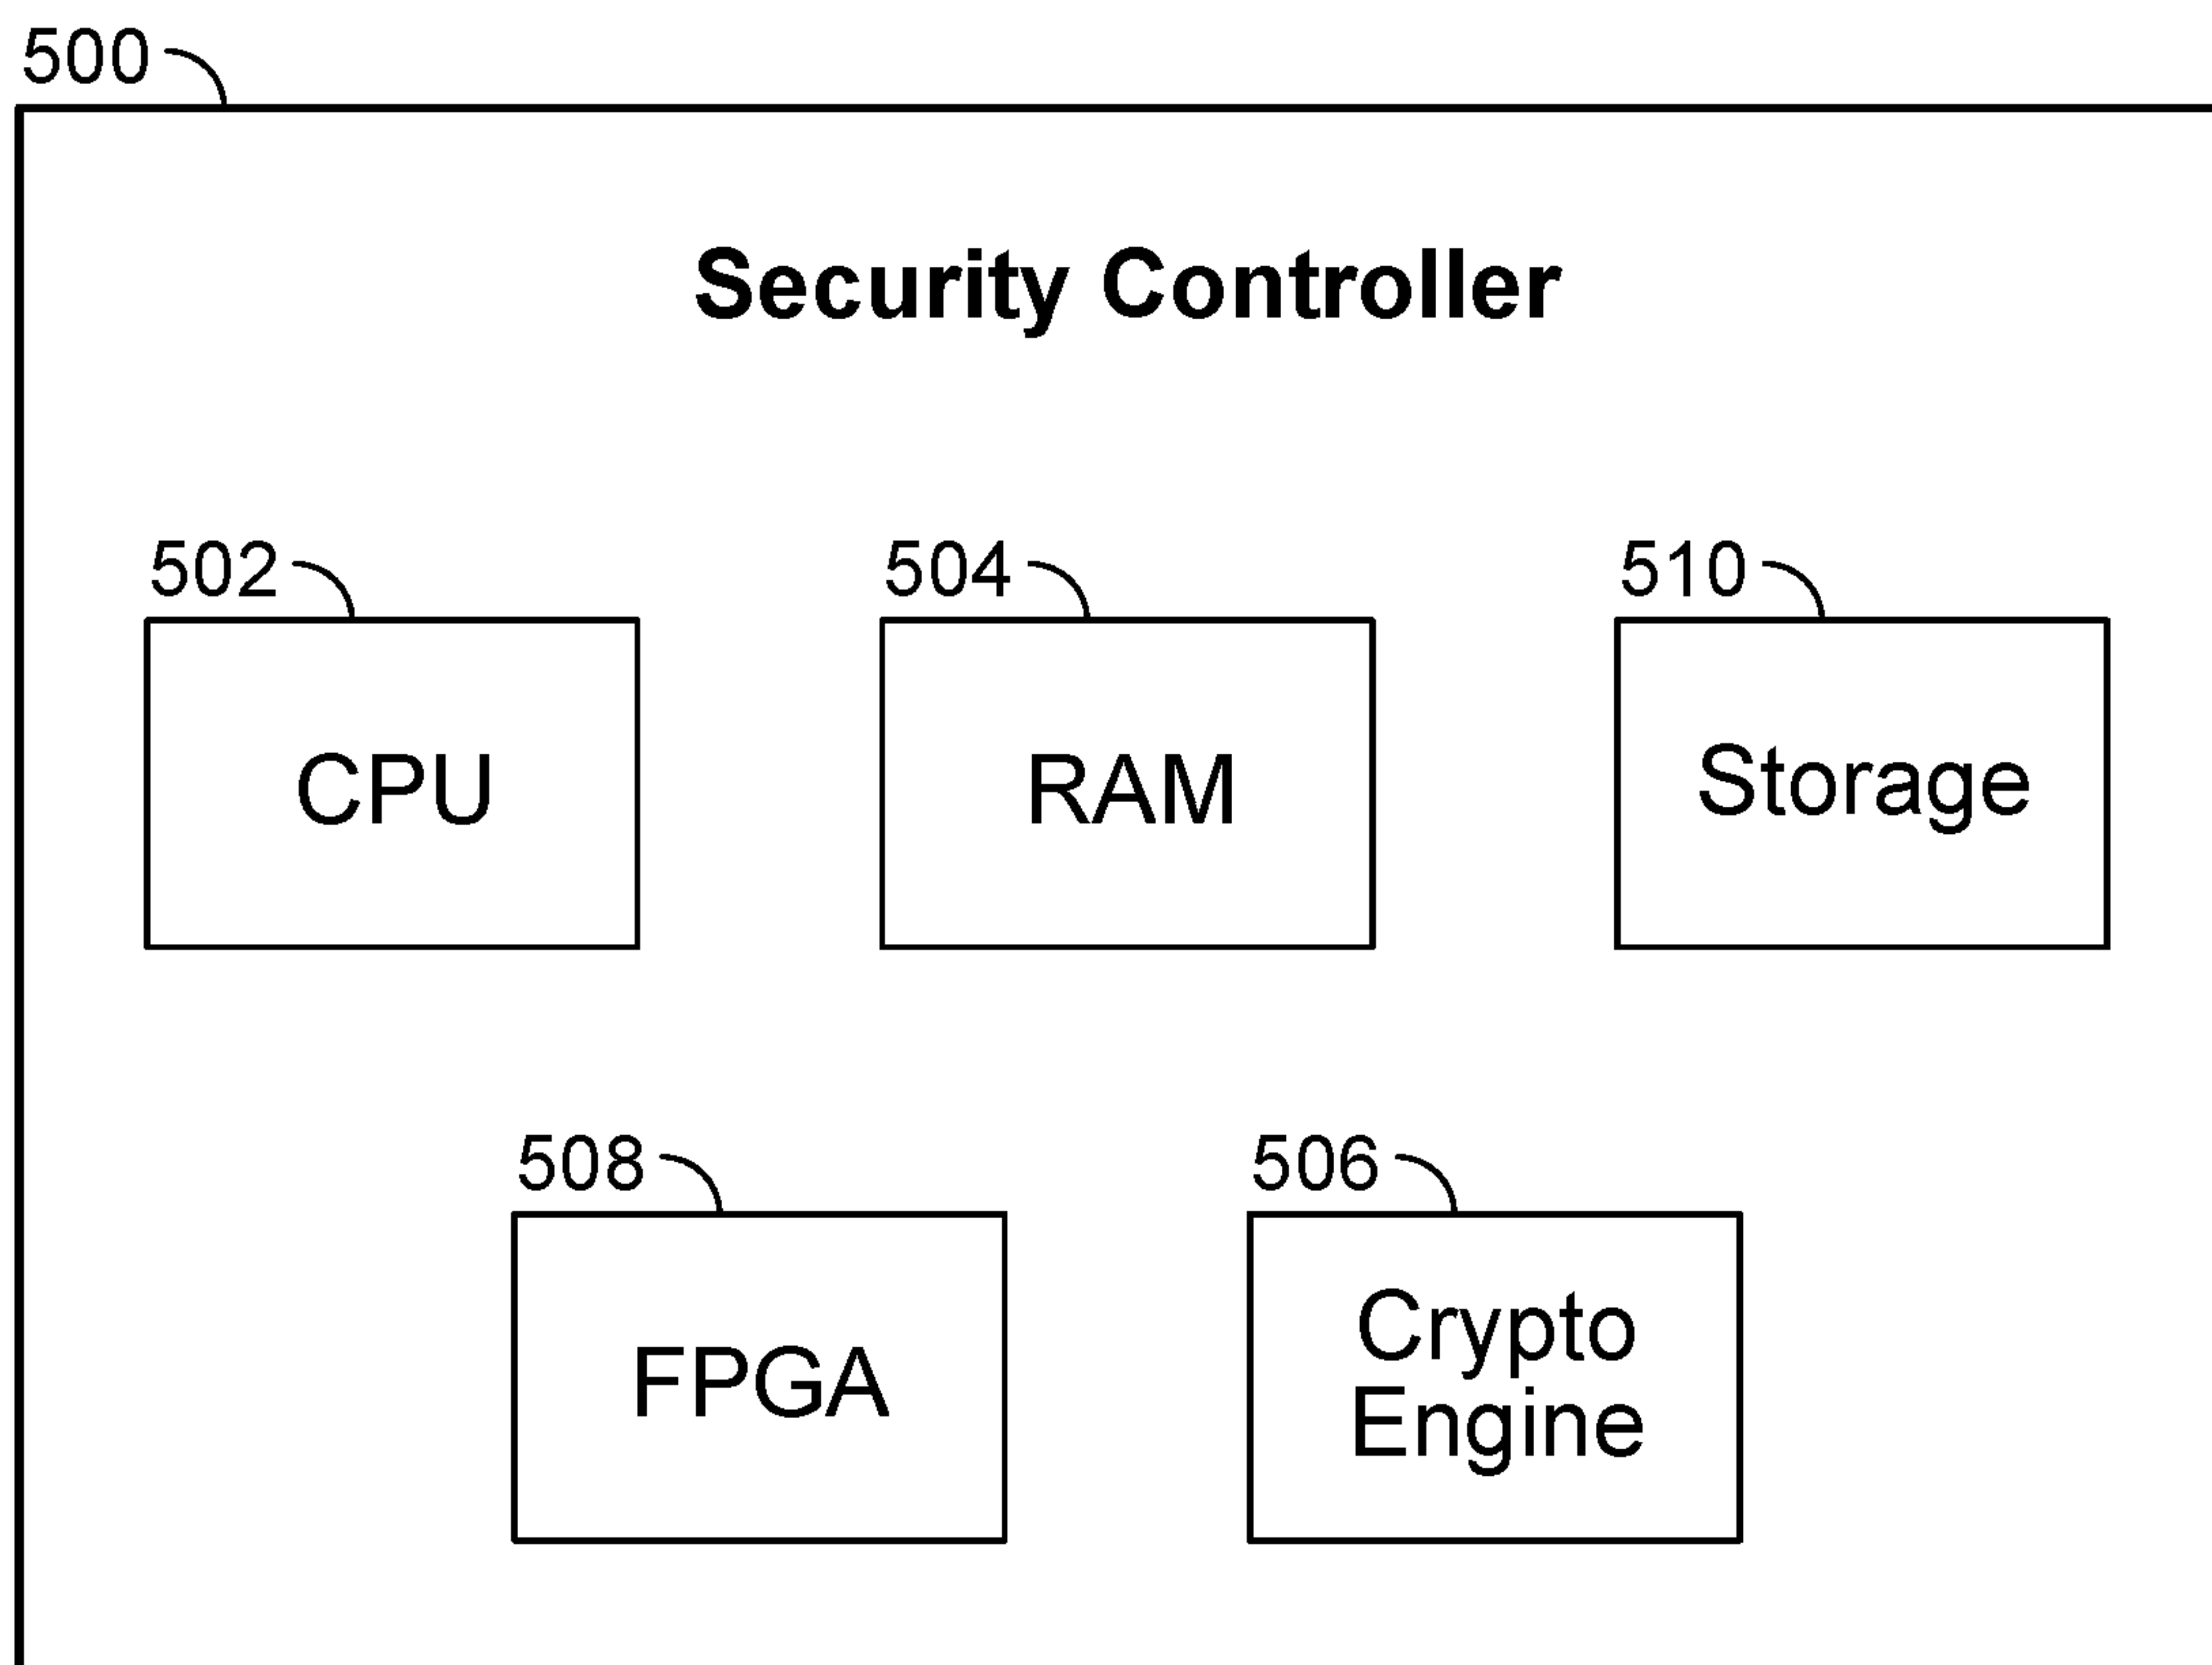 500
Security Controller
502
504
510
CPU
RAM
Storage
508
506
FPGA
Crypto
Engine